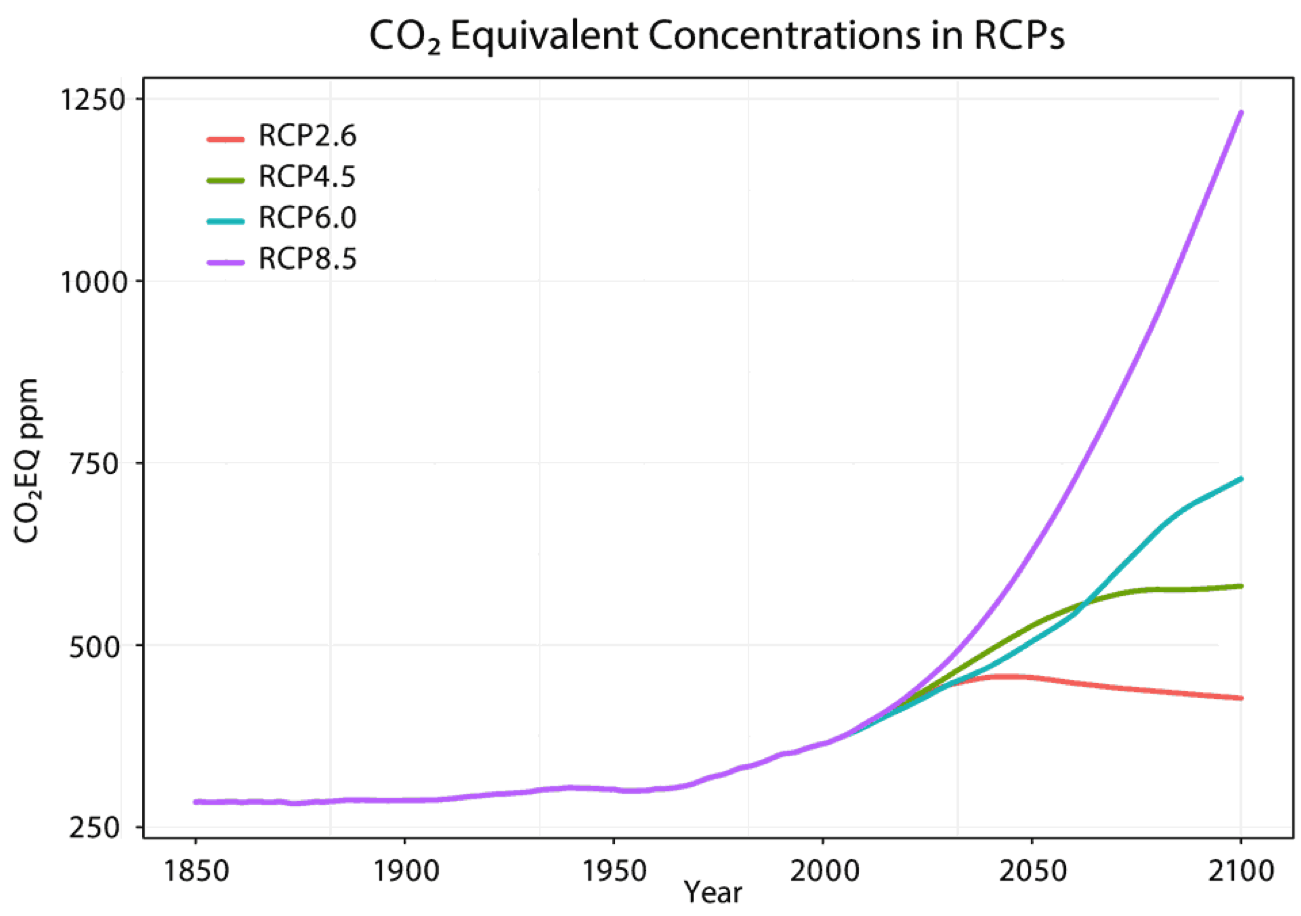 CO₂ Equivalent Concentrations in RCPs
1250
RCP2.6
RCP4.5
RCP6.0
RCP8.5
1000
CO₂EQ ppm
750
500
250
1850 1900 1950 2000 2050 2100
Year